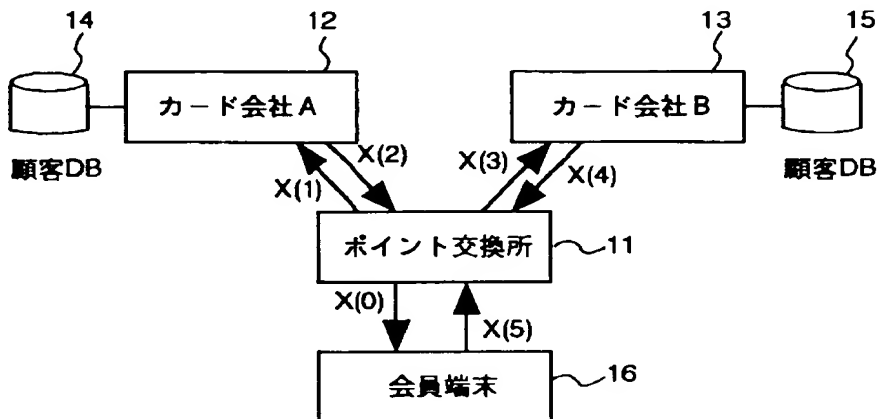 14
12
13
15
カード会社A
カード会社B
顧客DB
顧客DB
X(1)
X(2)
X(3)
X(4)
ポイント交換所
11
X(0)
X(5)
会員端末
16